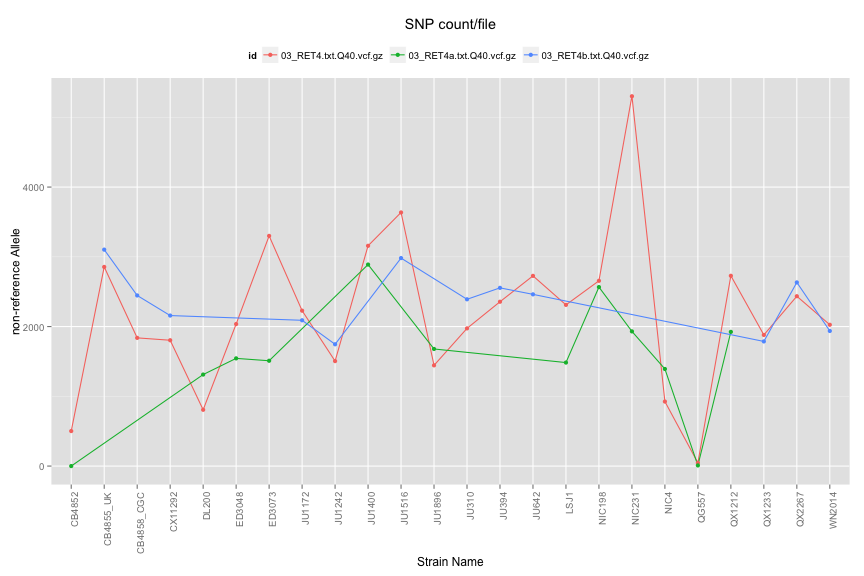 SNP count/file
id 03_RET4.txt.Q40.vcf.gz 03_RET4a.txt.Q40.vcf.gz 03_RET4b.txt.Q40.vcf.gz
non-reference Allele
4000
2000
0
CB4852
CB4855_UK
CB4858_CGC
CX11292
DL200
ED3048
ED3073
JU1172
JU1242
JU1400
JU1516
JU1896
JU310
JU394
JU642
LSJ1
NIC198
NIC231
NIC4
QG557
QX1212
QX1233
QX2267
WN2014
Strain Name